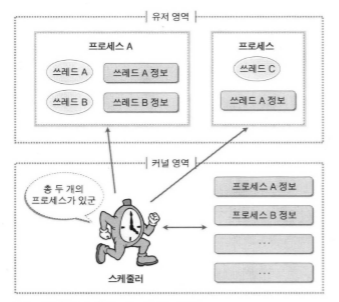 유저 영역
프로세스 A
쓰레드 A
쓰레드 A 정보
쓰레드 B
쓰레드 B 정보
프로세스
쓰레드 C
쓰레드 A 정보
커널 영역
총 두 개의
프로세스가 있군
스케줄러
프로세스 A 정보
프로세스 B 정보
...
...